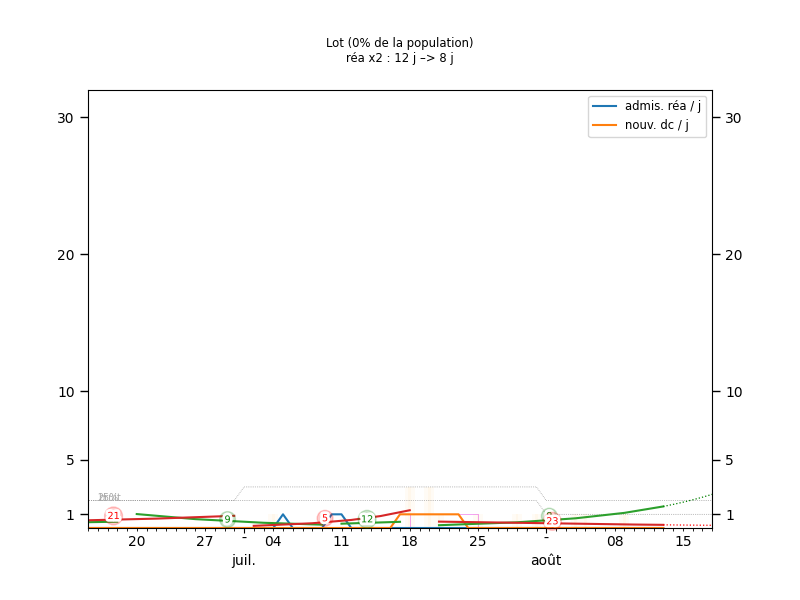 Lot (0% de la population)
réa x2 : 12 j –> 8 j
admis. réa / j
nouv. dc / j
30 30
20 20
10 10
5 5
1 1
21 9 5 12 23
20 27 - 04 11 18 25 - 08 15
juil. août